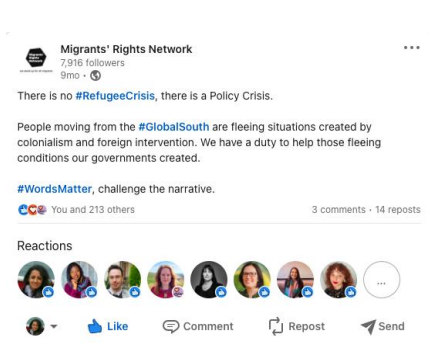 Migrants' Rights Network
7,916 followers
9mo •
There is no #RefugeeCrisis, there is a Policy Crisis.
People moving from the #GlobalSouth are fleeing situations created by
colonialism and foreign intervention. We have a duty to help those fleeing
conditions our governments created.
#WordsMatter, challenge the narrative.
You and 213 others
3 comments · 14 reposts
Reactions
...
Like
Comment
Repost
Send